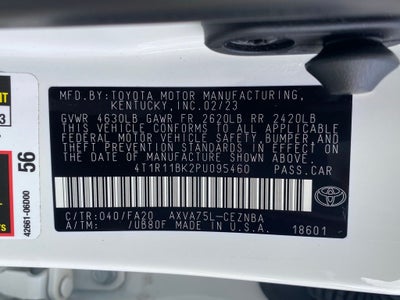 MFD.BY:TOYOTA MOTOR MANUFACTURING,
KENTUCKY,INC.02/23
GVWR 4630LB GAWR FR 2620LB RR 2420LB
THIS VEHICLE CONFORMS TO ALL APPLICABLE
FEDERAL MOTOR VEHICLE SAFETY,BUMPER,AND
THEFT PREVENTION STANDARDS IN EFFECT ON
THE DATE OF MANUFACTURE SHOWN ABOVE.
4T1R11BK2PU095460 PASS.CAR
C/TR:040/FA20 AXVA75L-CEZNBA
A/TM: /UB80F MADE IN U.S.A.
TOYOTA
18601
56
42661-06000